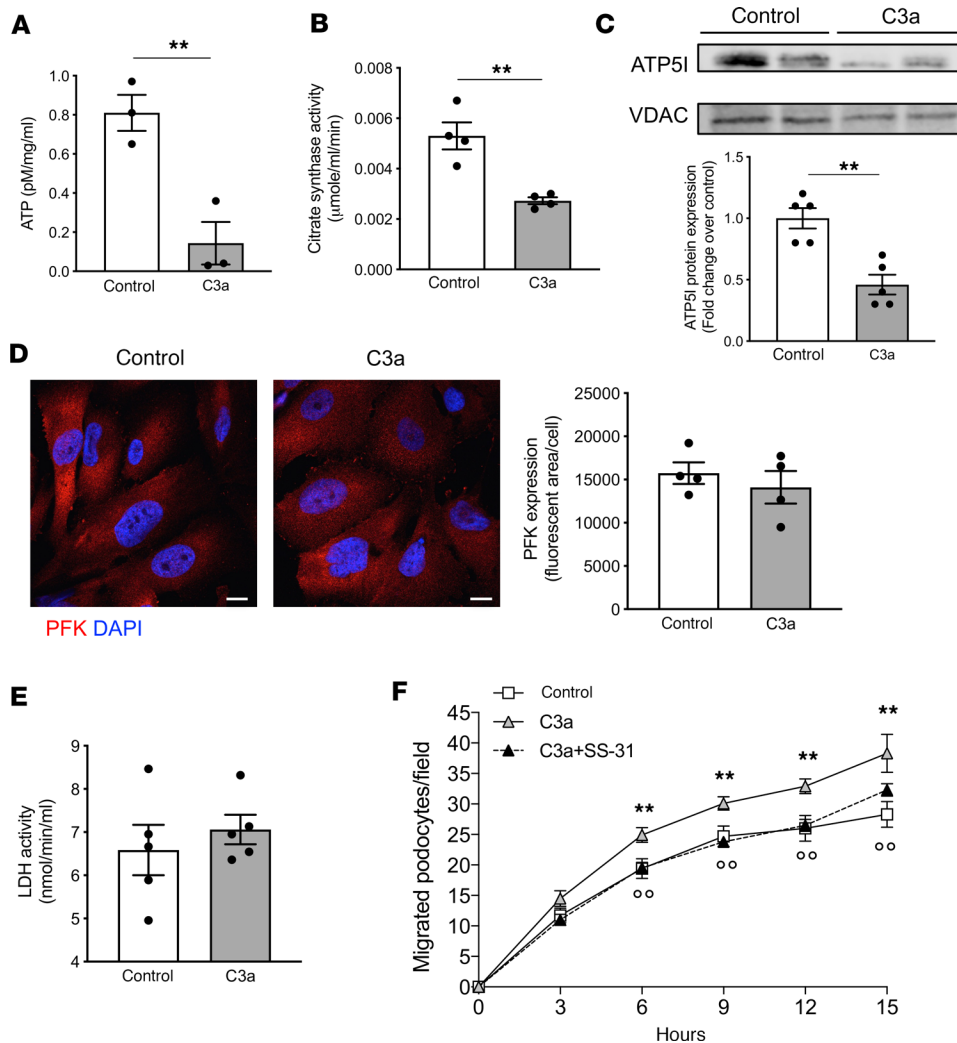 A
**
ATP (pM/mg/ml)
1.0
0.8
0.6
0.4
0.2
0.0
Control
C3a
B
**
Citrate synthase activity
(μmole/ml/min)
0.008
0.006
0.004
0.002
0.000
Control
C3a
C
Control
C3a
ATP5I
VDAC
**
ATP5I protein expression
(Fold change over control)
1.5
1.0
0.5
0.0
Control
C3a
D
Control
C3a
PFK DAPI
PFK expression
(fluorescent area/cell)
25000
20000
15000
10000
5000
0
Control
C3a
E
LDH activity
(nmol/min/ml)
9
8
7
6
5
4
Control
C3a
F
Control
C3a
C3a+SS-31
Migrated podocytes/field
45
40
35
30
25
20
15
10
5
0
**
**
**
**
°°
°°
°°
°°
0
3
6
9
12
15
Hours